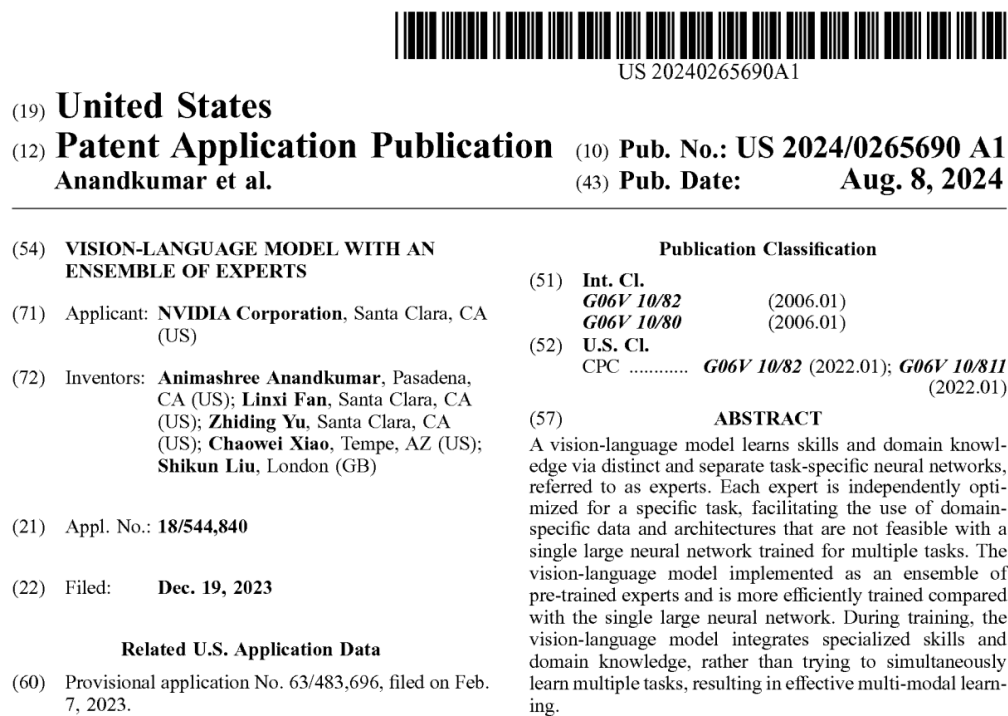 US 20240265690A1
(19) United States
(12) Patent Application Publication
Anandkumar et al.
(10) Pub. No.: US 2024/0265690 A1
(43) Pub. Date: Aug. 8, 2024
(54) VISION-LANGUAGE MODEL WITH AN
ENSEMBLE OF EXPERTS
(71) Applicant: NVIDIA Corporation, Santa Clara, CA
(US)
(72) Inventors: Animashree Anandkumar, Pasadena,
CA (US); Linxi Fan, Santa Clara, CA
(US); Zhiding Yu, Santa Clara, CA
(US); Chaowei Xiao, Tempe, AZ (US);
Shikun Liu, London (GB)
(21) Appl. No.: 18/544,840
(22) Filed: Dec. 19, 2023
Related U.S. Application Data
(60) Provisional application No. 63/483,696, filed on Feb.
7, 2023.
Publication Classification
(51) Int. Cl.
G06V 10/82 (2006.01)
G06V 10/80 (2006.01)
(52) U.S. Cl.
CPC ............ G06V 10/82 (2022.01); G06V 10/811
(2022.01)
(57) ABSTRACT
A vision-language model learns skills and domain knowl-
edge via distinct and separate task-specific neural networks,
referred to as experts. Each expert is independently opti-
mized for a specific task, facilitating the use of domain-
specific data and architectures that are not feasible with a
single large neural network trained for multiple tasks. The
vision-language model implemented as an ensemble of
pre-trained experts and is more efficiently trained compared
with the single large neural network. During training, the
vision-language model integrates specialized skills and
domain knowledge, rather than trying to simultaneously
learn multiple tasks, resulting in effective multi-modal learn-
ing.